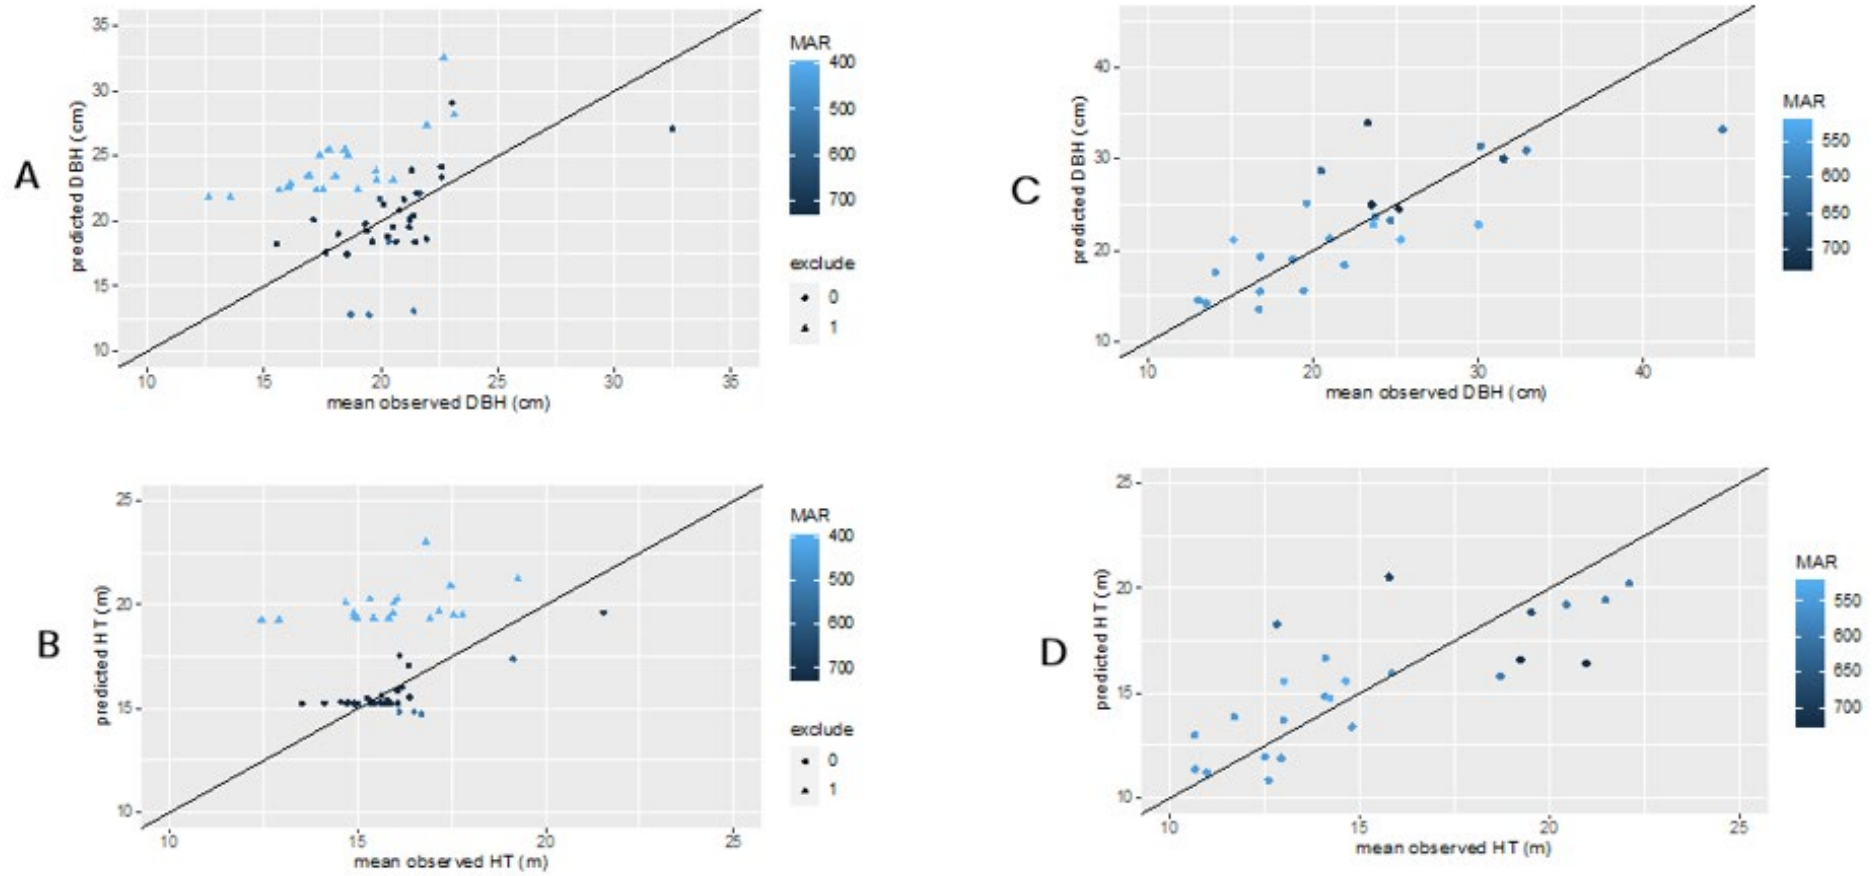 A
predicted DBH (cm)
35
30
25
20
15
10
10 15 20 25 30 35
mean observed DBH (cm)
MAR
400
500
600
700
exclude
0
1
C
predicted DBH (cm)
40
30
20
10
10 20 30 40
mean observed DBH (cm)
MAR
550
600
650
700
B
predicted HT (m)
25
20
15
10
10 15 20 25
mean observed HT (m)
MAR
400
500
600
700
exclude
0
1
D
predicted HT (m)
25
20
15
10
10 15 20 25
mean observed HT (m)
MAR
550
600
650
700